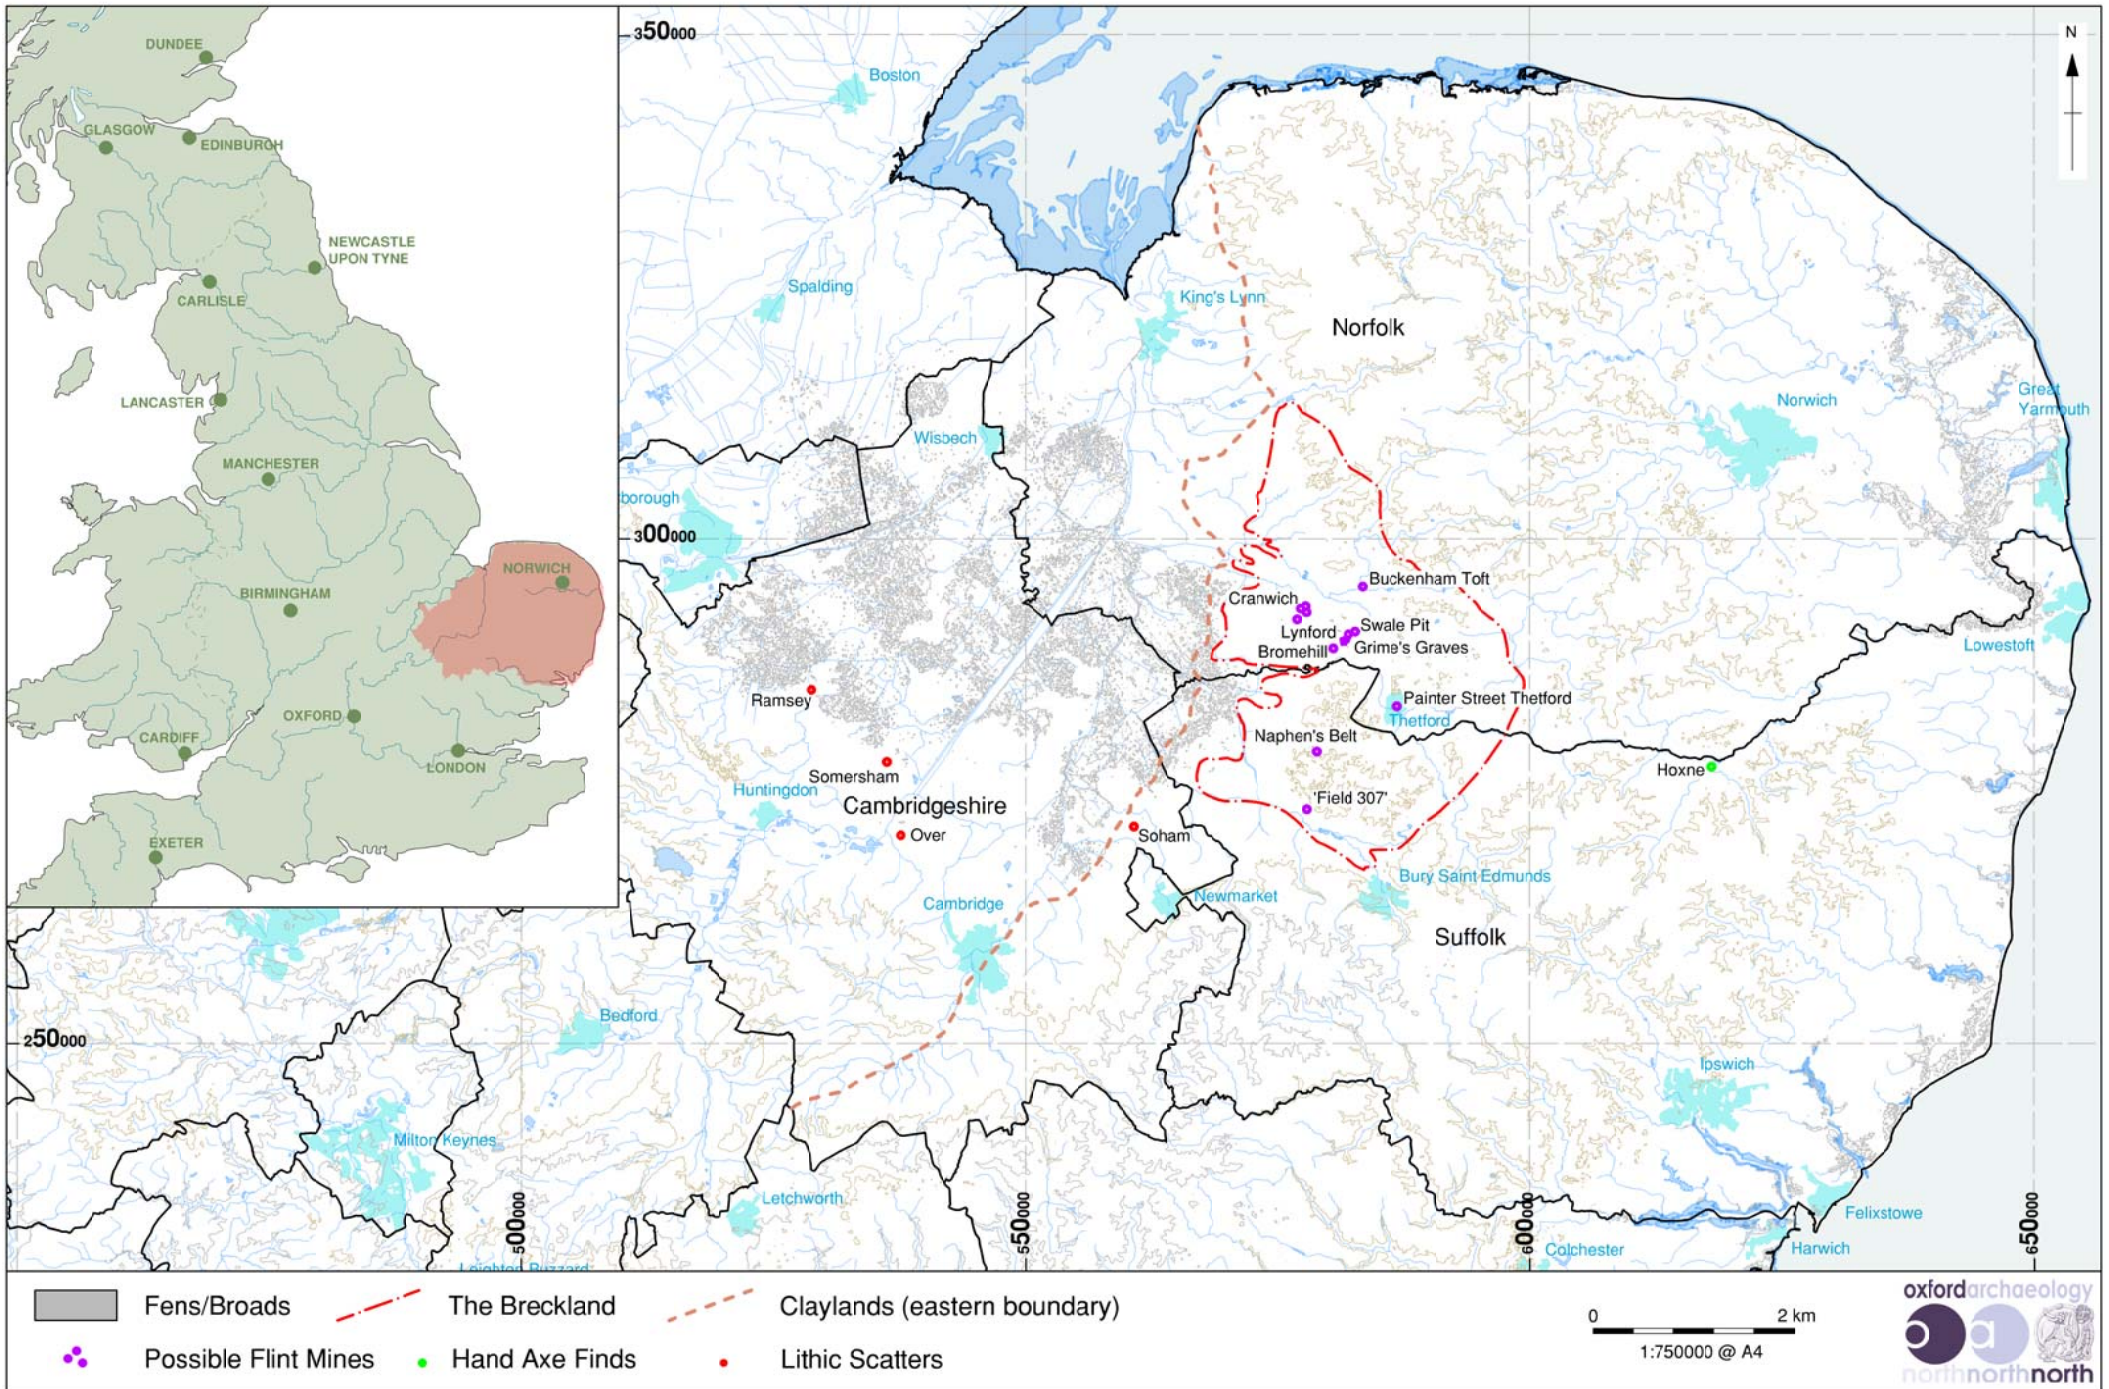 DUNDEE
GLASGOW
EDINBURGH
NEWCASTLE
UPON TYNE
CARLISLE
LANCASTER
MANCHESTER
NORWICH
BIRMINGHAM
OXFORD
CARDIFF
LONDON
EXETER
350000
N
Boston
Spalding
King's Lynn
Norfolk
Great
Yarmouth
Norwich
Wisbech
borough
300000
Buckenham Toft
Cranwich
Swale Pit
Lynford
Grime's Graves
Bromehill
Lowestoft
Ramsey
Painter Street Thetford
Thetford
Naphen's Belt
Hoxne
Somersham
Huntingdon
Cambridgeshire
'Field 307'
Over
Soham
Bury Saint Edmunds
Newmarket
Cambridge
Suffolk
Bedford
250000
Ipswich
Milton Keynes
Letchworth
500000
550000
600000
650000
Felixstowe
Colchester
Harwich
Leighton Buzzard
Fens/Broads
The Breckland
Claylands (eastern boundary)
Possible Flint Mines
Hand Axe Finds
Lithic Scatters
0 2 km
1:750000 @ A4
oxfordarchaeology
oa
northnorthnorth